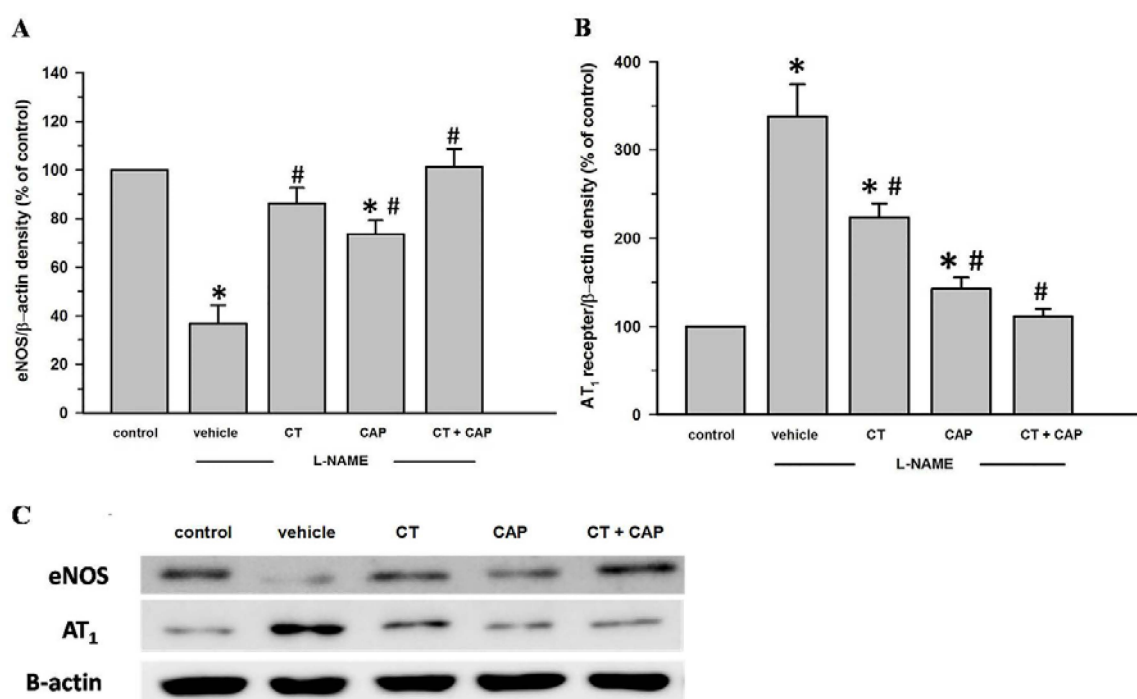 A
eNOS/β−actin density (% of control)
140
120
100
80
60
40
20
0
*
#
* #
#
control vehicle CT CAP CT + CAP
L-NAME
B
AT₁ recepter/β−actin density (% of control)
400
300
200
100
0
*
* #
* #
#
control vehicle CT CAP CT + CAP
L-NAME
C
control vehicle CT CAP CT + CAP
eNOS
AT₁
B-actin